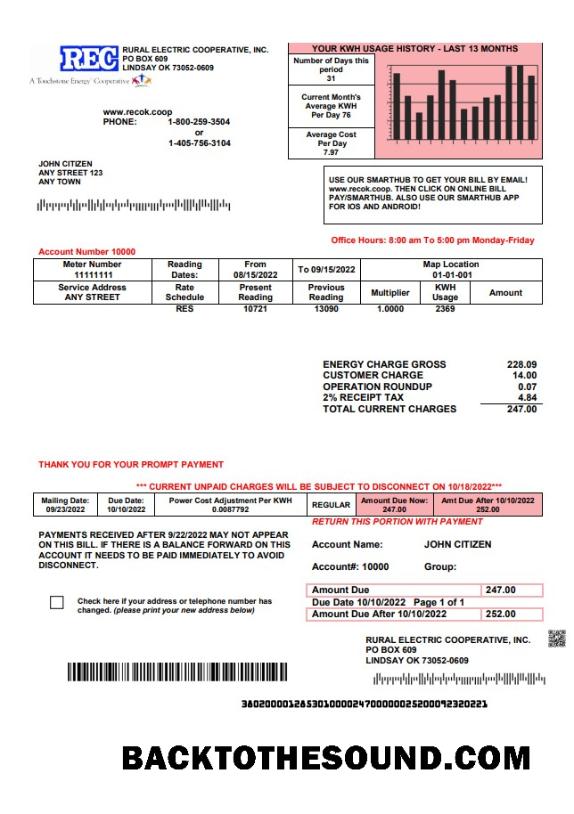 REC
RURAL ELECTRIC COOPERATIVE, INC.
PO BOX 609
LINDSAY OK 73052-0609
A Touchstone Energy Cooperative
www.recok.coop
PHONE: 1-800-259-3504
or
1-405-756-3104
YOUR KWH USAGE HISTORY - LAST 13 MONTHS
Number of Days this
period
31
Current Month's
Average KWH
Per Day 76
Average Cost
Per Day
7.97
JOHN CITIZEN
ANY STREET 123
ANY TOWN
USE OUR SMARTHUB TO GET YOUR BILL BY EMAIL!
www.recok.coop. THEN CLICK ON ONLINE BILL
PAY/SMARTHUB. ALSO USE OUR SMARTHUB APP
FOR IOS AND ANDROID!
Office Hours: 8:00 am To 5:00 pm Monday-Friday
Account Number 10000
Meter Number
11111111
Reading
Dates:
From
08/15/2022
To 09/15/2022
Map Location
01-01-001
Service Address
ANY STREET
Rate
Schedule
Present
Reading
Previous
Reading
Multiplier
KWH
Usage
Amount
RES 10721 13090 1.0000 2369
ENERGY CHARGE GROSS 228.09
CUSTOMER CHARGE 14.00
OPERATION ROUNDUP 0.07
2% RECEIPT TAX 4.84
TOTAL CURRENT CHARGES 247.00
THANK YOU FOR YOUR PROMPT PAYMENT
*** CURRENT UNPAID CHARGES WILL BE SUBJECT TO DISCONNECT ON 10/18/2022***
Mailing Date:
09/23/2022
Due Date:
10/10/2022
Power Cost Adjustment Per KWH
0.0087792
REGULAR
Amount Due Now:
247.00
Amt Due After 10/10/2022
252.00
RETURN THIS PORTION WITH PAYMENT
PAYMENTS RECEIVED AFTER 9/22/2022 MAY NOT APPEAR
ON THIS BILL. IF THERE IS A BALANCE FORWARD ON THIS
ACCOUNT IT NEEDS TO BE PAID IMMEDIATELY TO AVOID
DISCONNECT.
Account Name: JOHN CITIZEN
Account#: 10000 Group:
Check here if your address or telephone number has
changed. (please print your new address below)
Amount Due 247.00
Due Date 10/10/2022 Page 1 of 1
Amount Due After 10/10/2022 252.00
RURAL ELECTRIC COOPERATIVE, INC.
PO BOX 609
LINDSAY OK 73052-0609
BACKTOTHESOUND.COM